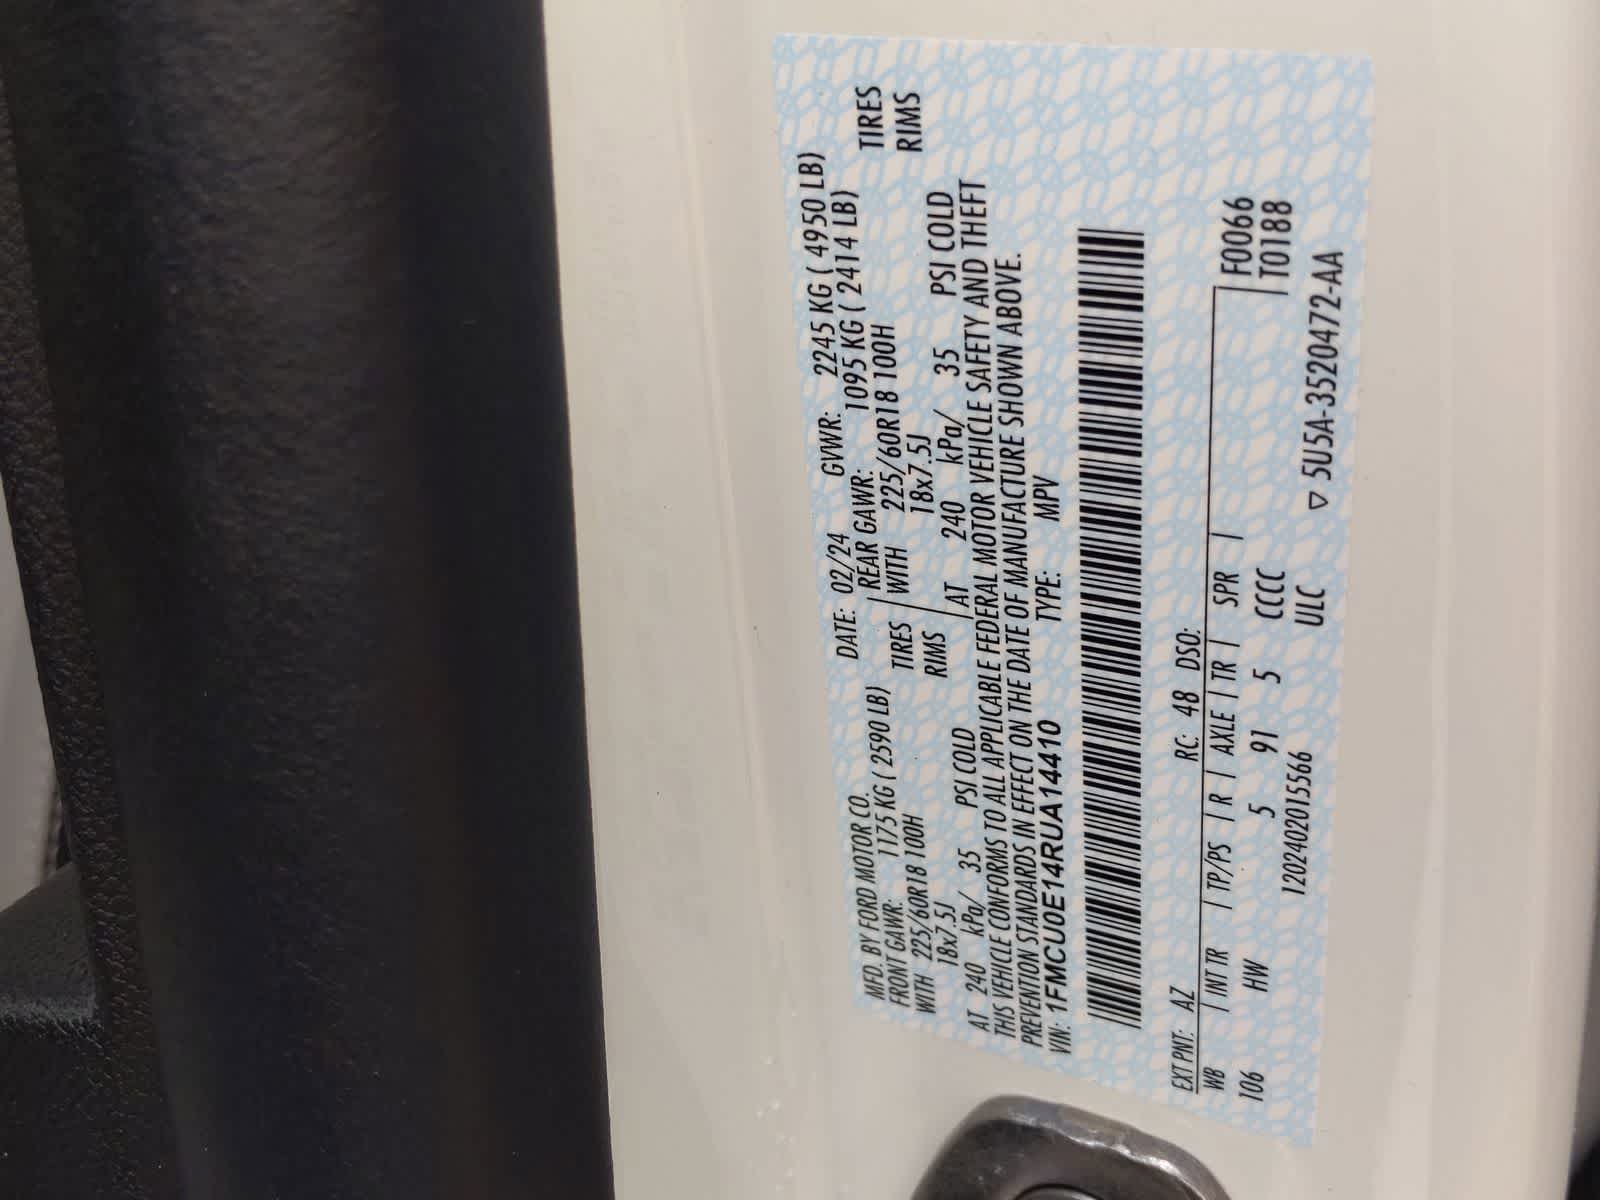 MFD. BY FORD MOTOR CO. DATE: 02/24 GVWR: 2245 KG ( 4950 LB)
FRONT GAWR: 1175 KG ( 2590 LB) REAR GAWR: 1095 KG ( 2414 LB)
WITH 225/60R18 100H TIRES WITH 225/60R18 100H TIRES
18x7.5J RIMS 18x7.5J RIMS
AT 240 kPa/ 35 PSI COLD AT 240 kPa/ 35 PSI COLD
THIS VEHICLE CONFORMS TO ALL APPLICABLE FEDERAL MOTOR VEHICLE SAFETY AND THEFT
PREVENTION STANDARDS IN EFFECT ON THE DATE OF MANUFACTURE SHOWN ABOVE.
VIN: 1FMCU0E14RUA14410 TYPE: MPV
EXT PNT: AZ RC: 48 DSO:
WB | INT TR | TP/PS | R | AXLE | TR | SPR | F0066
106 HW 5 91 5 CCCC T0188
1202402015566 ULC ▽ 5U5A-3520472-AA